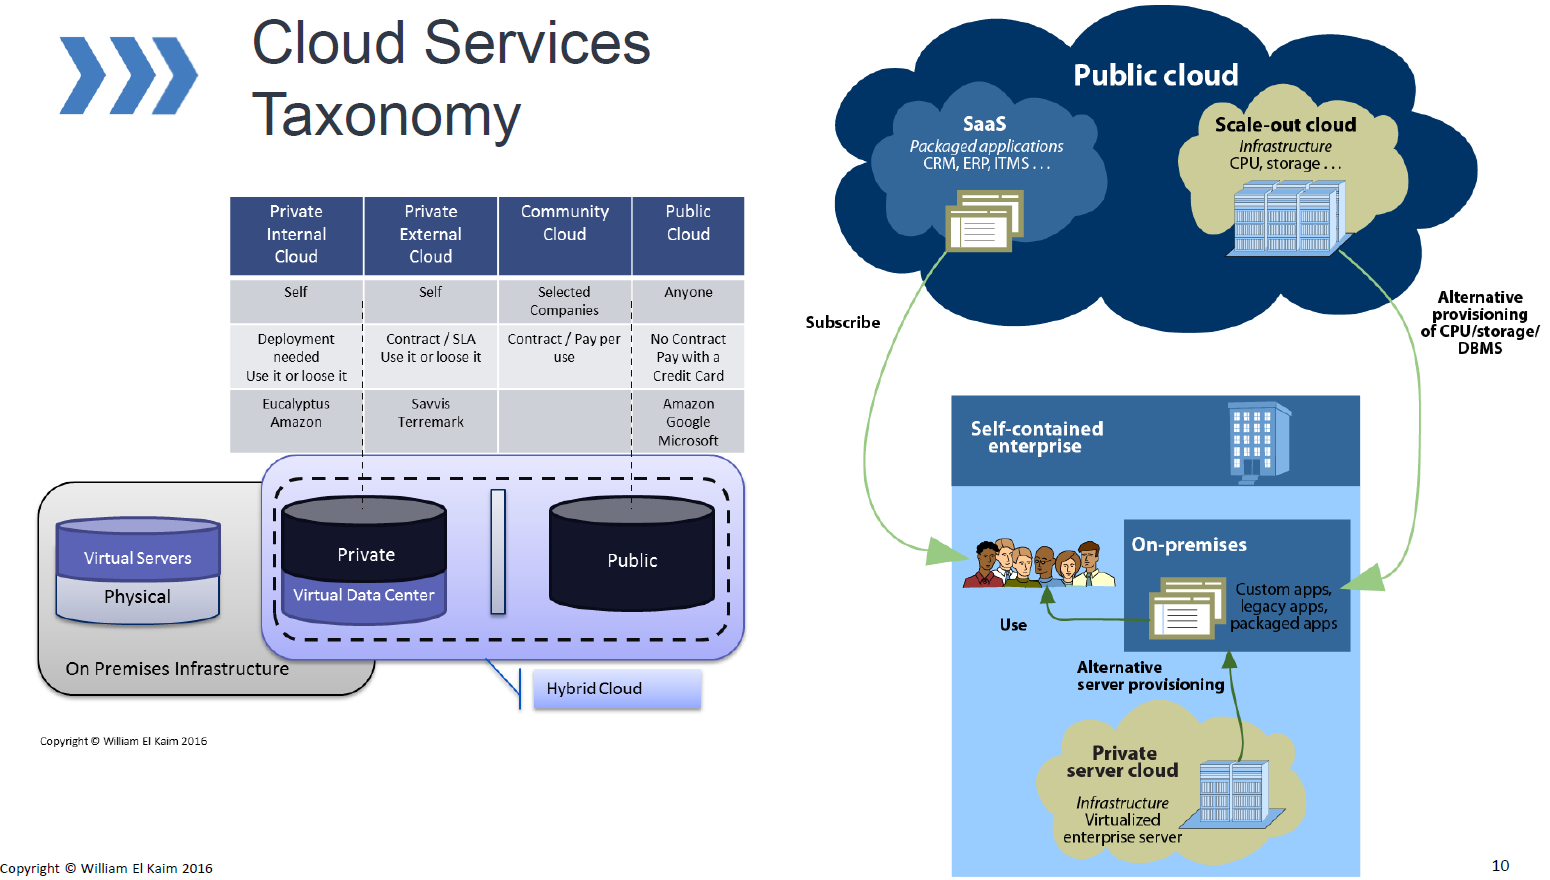 Cloud Services
Taxonomy
Private
Internal
Cloud
Private
External
Cloud
Community
Cloud
Public
Cloud
Self
Self
Selected
Companies
Anyone
Deployment
needed
Use it or loose it
Contract / SLA
Use it or loose it
Contract / Pay per
use
No Contract
Pay with a
Credit Card
Eucalyptus
Amazon
Savvis
Terremark
Amazon
Google
Microsoft
Virtual Servers
Physical
On Premises Infrastructure
Private
Virtual Data Center
Public
Hybrid Cloud
Copyright © William El Kaim 2016
Public cloud
SaaS
Packaged applications
CRM, ERP, ITMS . . .
Scale-out cloud
Infrastructure
CPU, storage . . .
Subscribe
Alternative
provisioning
of CPU/storage/
DBMS
Self-contained
enterprise
On-premises
Custom apps,
legacy apps,
packaged apps
Use
Alternative
server provisioning
Private
server cloud
Infrastructure
Virtualized
enterprise server
Copyright © William El Kaim 2016
10